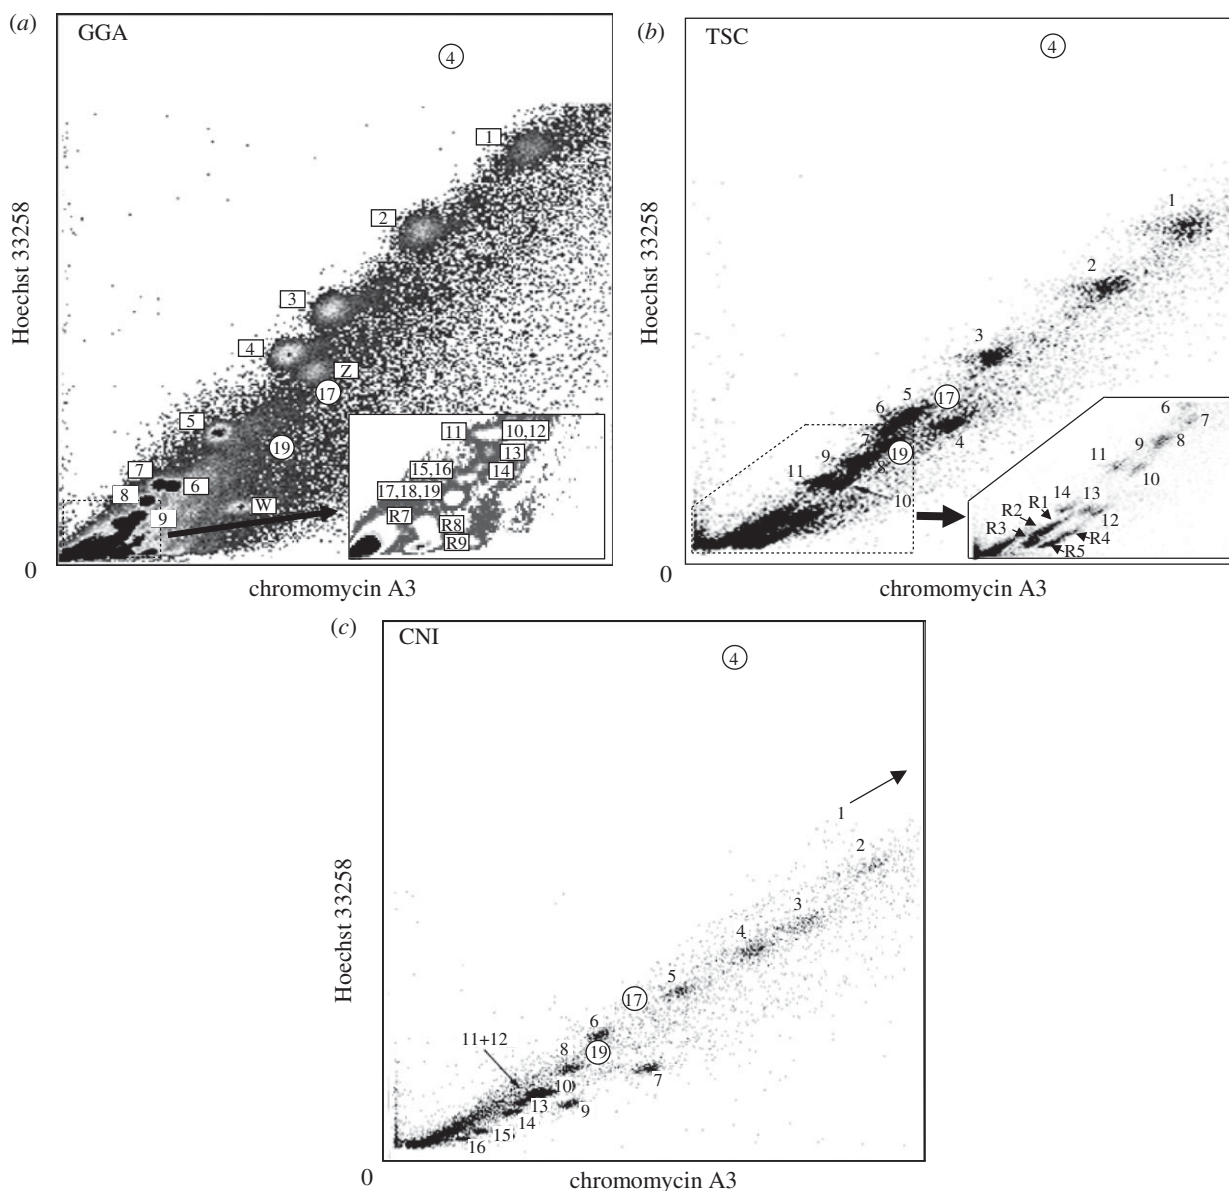 (a)
GGA
4
1
2
3
4
Z
17
5
19
7
6
8
W
9
11
10,12
13
15,16
14
17,18,19
R7
R8
R9
Hoechst 33258
0
chromomycin A3
(b)
TSC
4
1
2
3
5
17
6
4
7
19
9
8
11
10
6
7
9
8
11
10
14
13
R1
R2
12
R3
R4
R5
Hoechst 33258
0
chromomycin A3
(c)
CNI
4
1
2
3
4
5
17
6
11+12
19
8
7
10
13
9
14
15
16
Hoechst 33258
0
chromomycin A3